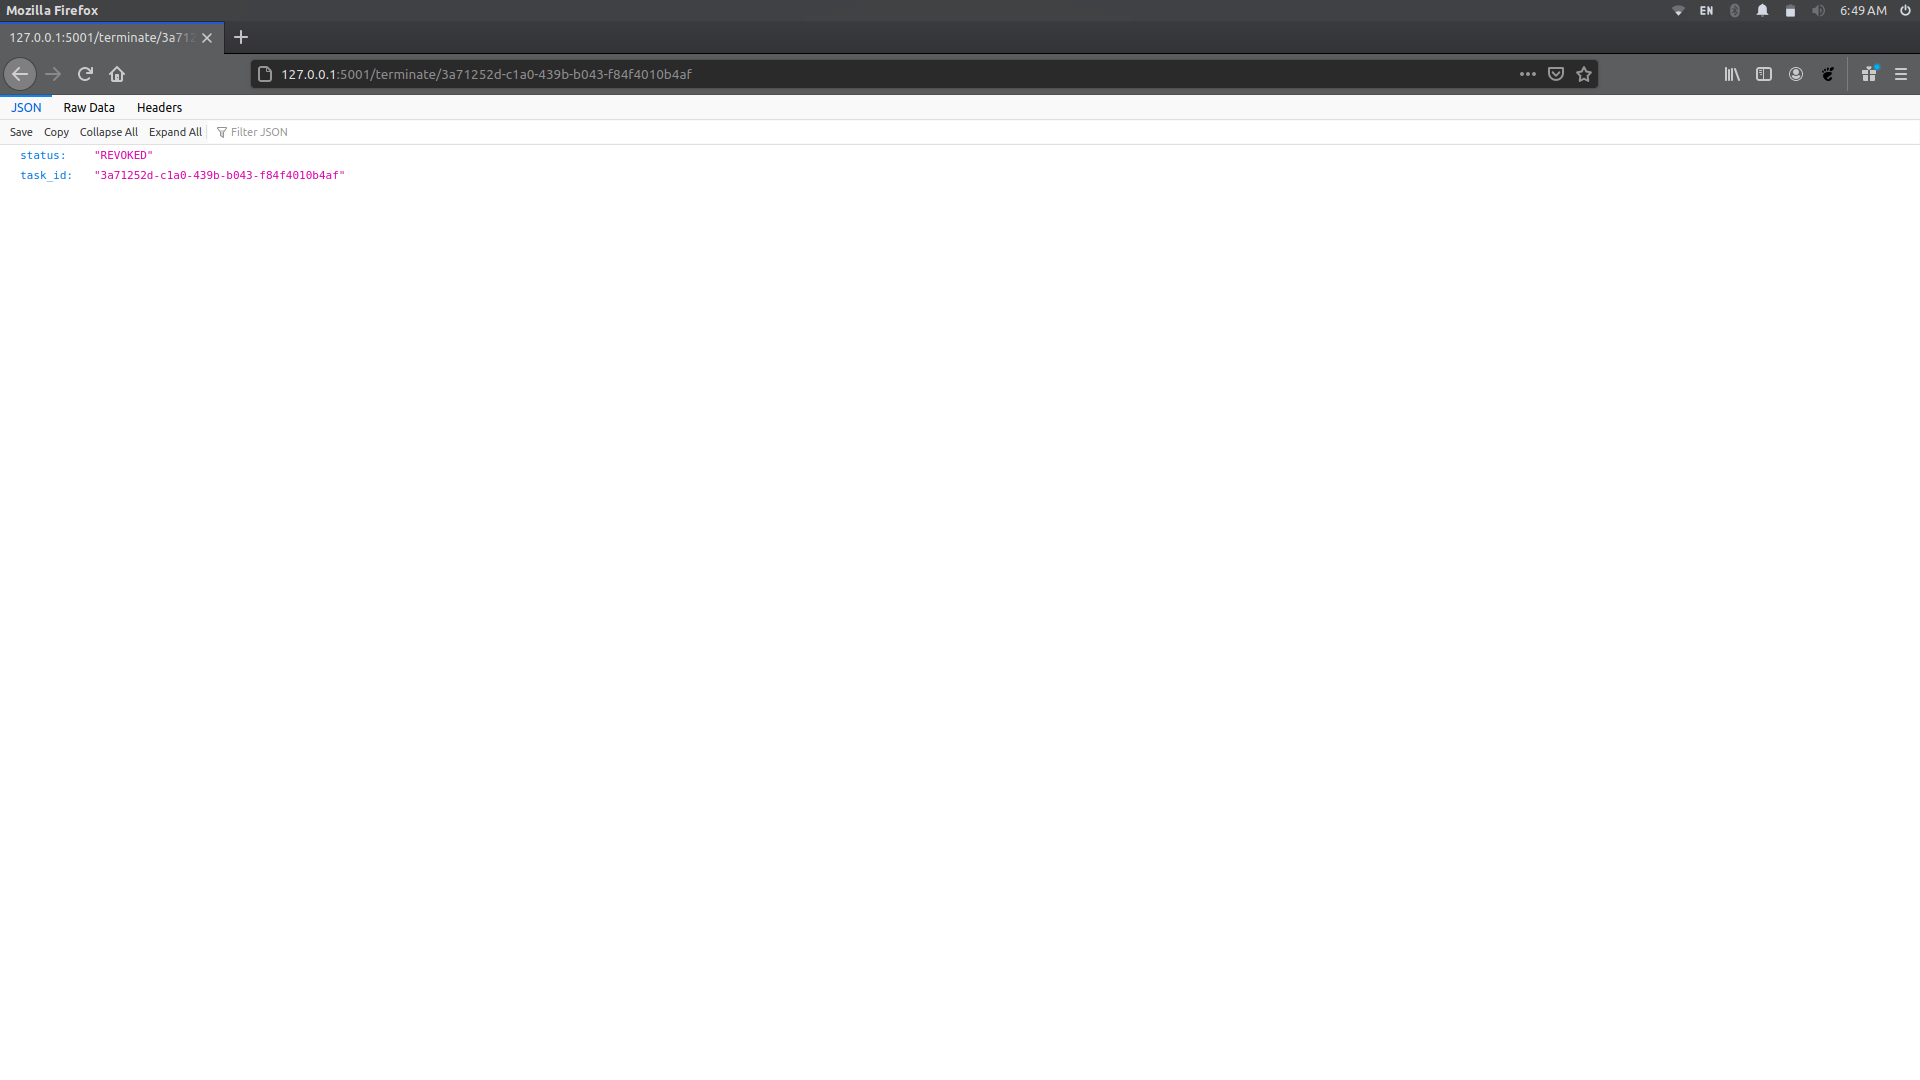 Mozilla Firefox
EN
6:49 AM
127.0.0.1:5001/terminate/3a712
127.0.0.1:5001/terminate/3a71252d-c1a0-439b-b043-f84f4010b4af
JSON Raw Data Headers
Save Copy Collapse All Expand All Filter JSON
status: "REVOKED"
task_id: "3a71252d-c1a0-439b-b043-f84f4010b4af"